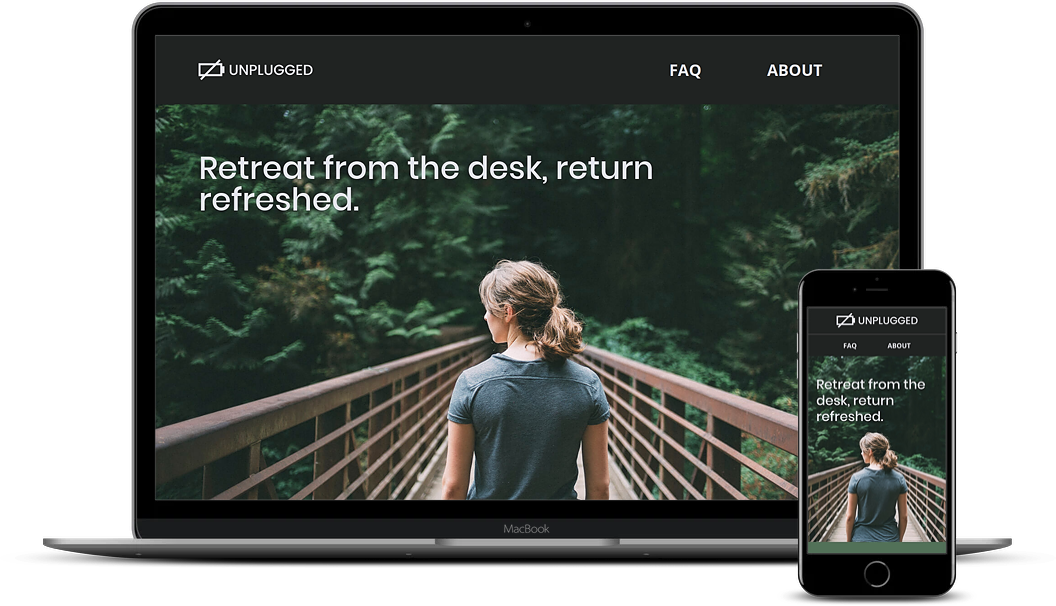 UNPLUGGED
FAQ ABOUT
Retreat from the desk, return
refreshed.
MacBook
UNPLUGGED
FAQ ABOUT
Retreat from the
desk, return
refreshed.